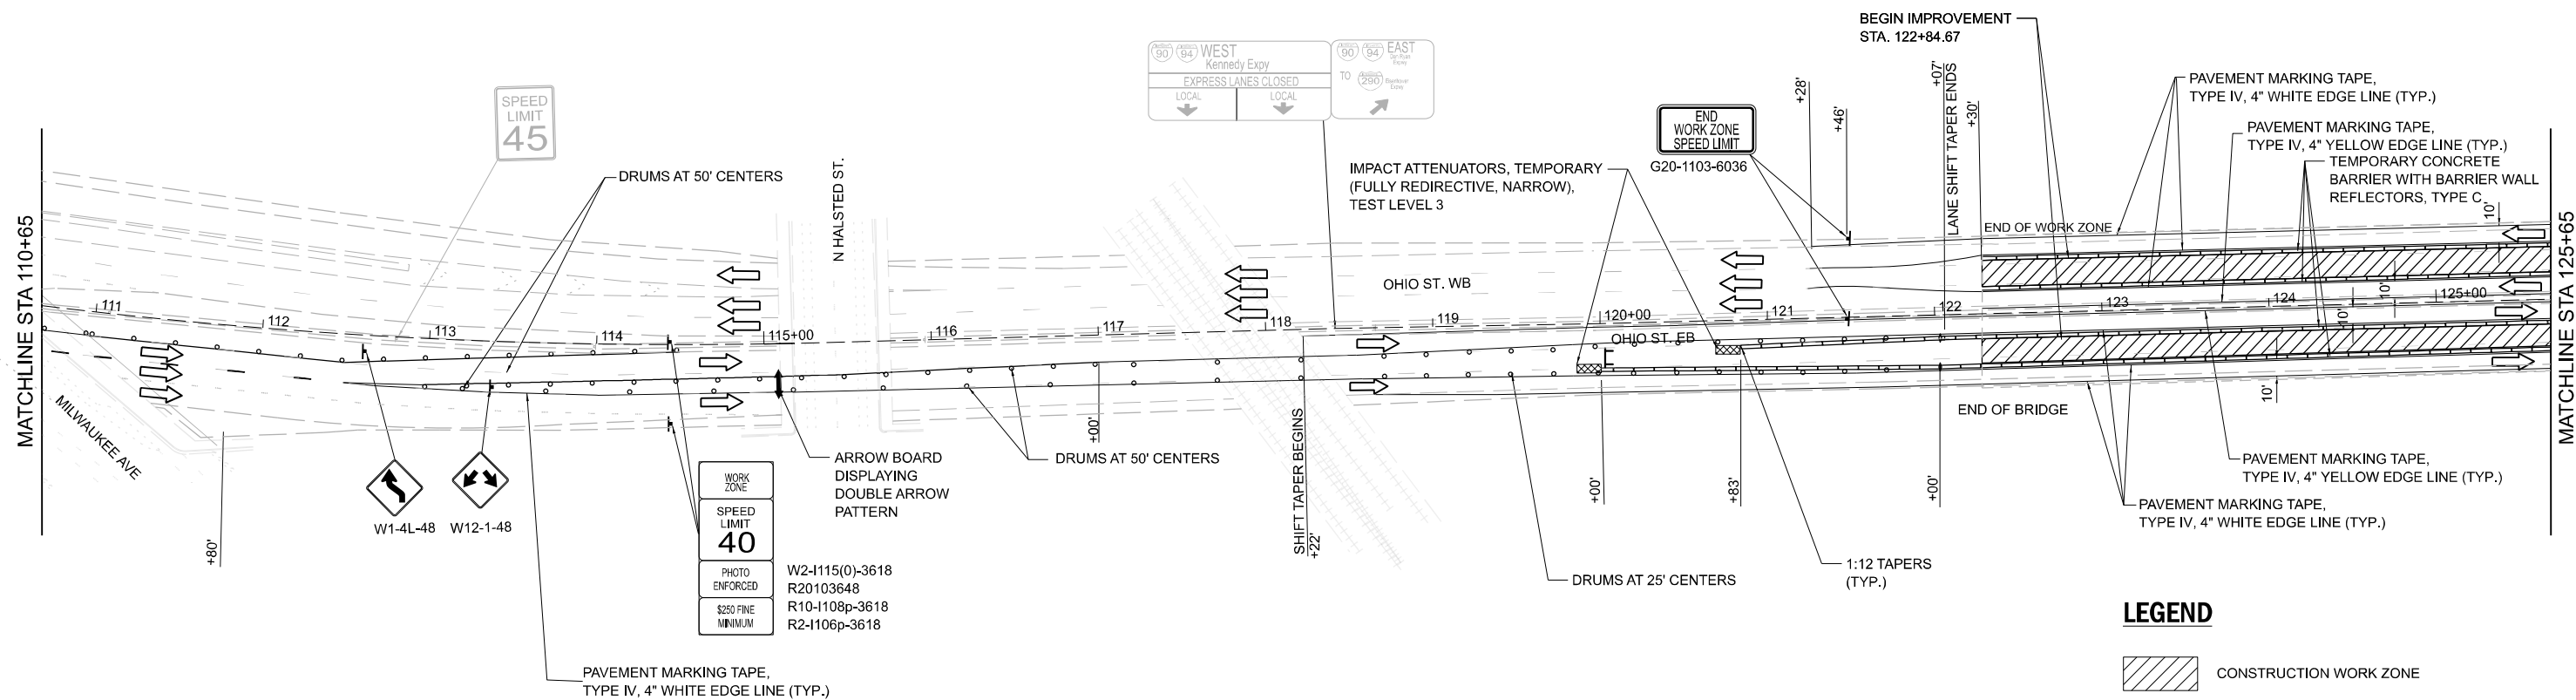 BEGIN IMPROVEMENT
STA. 122+84.67
90 94 WEST
Kennedy Expy
EXPRESS LANES CLOSED
LOCAL
LOCAL
90 94 EAST
Dan Ryan
Expwy
TO 290
SPEED
LIMIT
45
+28'
+46'
+07'
LANE SHIFT TAPER ENDS
+30'
PAVEMENT MARKING TAPE,
TYPE IV, 4" WHITE EDGE LINE (TYP.)
END
WORK ZONE
SPEED LIMIT
G20-1103-6036
PAVEMENT MARKING TAPE,
TYPE IV, 4" YELLOW EDGE LINE (TYP.)
TEMPORARY CONCRETE
BARRIER WITH BARRIER WALL
REFLECTORS, TYPE C
10'
MATCHLINE STA 110+65
DRUMS AT 50' CENTERS
N HALSTED ST.
IMPACT ATTENUATORS, TEMPORARY
(FULLY REDIRECTIVE, NARROW),
TEST LEVEL 3
END OF WORK ZONE
MATCHLINE STA 125+65
OHIO ST. WB
111
112
113
114
115+00
116
117
118
119
120+00
121
122
123
124
125+00
10'
10'
OHIO ST. EB
10'
MILWAUKEE AVE
END OF BRIDGE
+80'
W1-4L-48
W12-1-48
WORK
ZONE
SPEED
LIMIT
40
PHOTO
ENFORCED
$250 FINE
MINIMUM
W2-I115(0)-3618
R20103648
R10-I108p-3618
R2-I106p-3618
ARROW BOARD
DISPLAYING
DOUBLE ARROW
PATTERN
+00'
DRUMS AT 50' CENTERS
SHIFT TAPER BEGINS
+22'
+00'
+83'
+00'
DRUMS AT 25' CENTERS
1:12 TAPERS
(TYP.)
PAVEMENT MARKING TAPE,
TYPE IV, 4" YELLOW EDGE LINE (TYP.)
PAVEMENT MARKING TAPE,
TYPE IV, 4" WHITE EDGE LINE (TYP.)
PAVEMENT MARKING TAPE,
TYPE IV, 4" WHITE EDGE LINE (TYP.)
LEGEND
CONSTRUCTION WORK ZONE